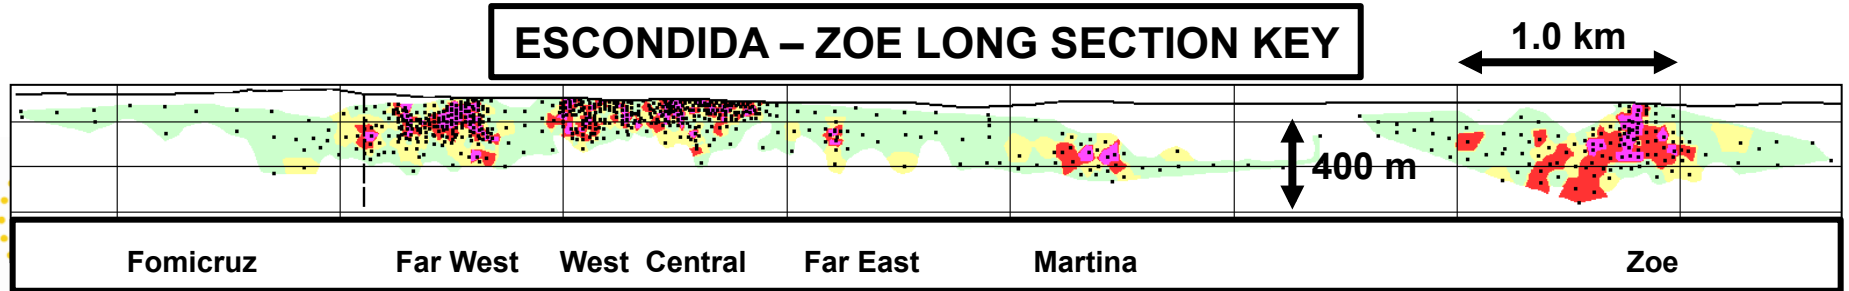 ESCONDIDA – ZOE LONG SECTION KEY
1.0 km
400 m
Fomicruz Far West West Central Far East Martina Zoe